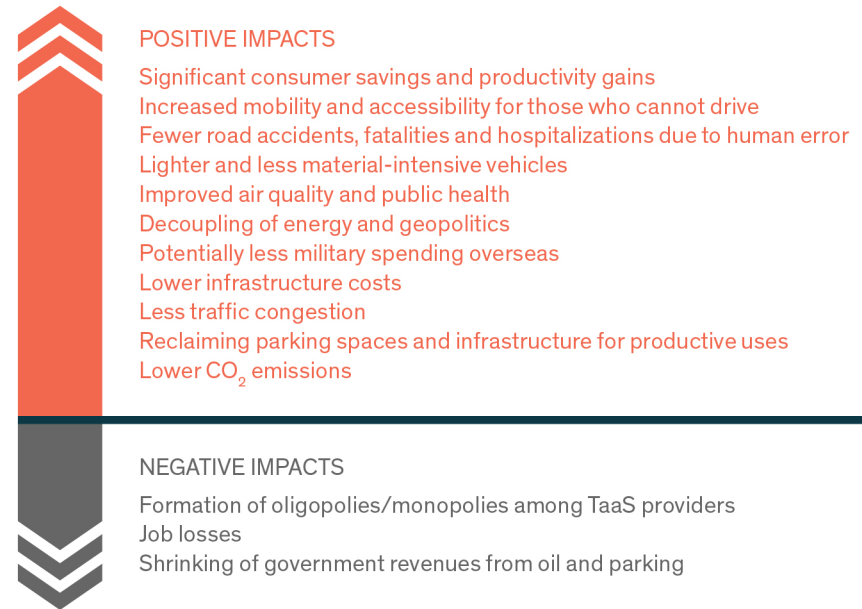 POSITIVE IMPACTS
Significant consumer savings and productivity gains
Increased mobility and accessibility for those who cannot drive
Fewer road accidents, fatalities and hospitalizations due to human error
Lighter and less material-intensive vehicles
Improved air quality and public health
Decoupling of energy and geopolitics
Potentially less military spending overseas
Lower infrastructure costs
Less traffic congestion
Reclaiming parking spaces and infrastructure for productive uses
Lower CO₂ emissions
NEGATIVE IMPACTS
Formation of oligopolies/monopolies among TaaS providers
Job losses
Shrinking of government revenues from oil and parking